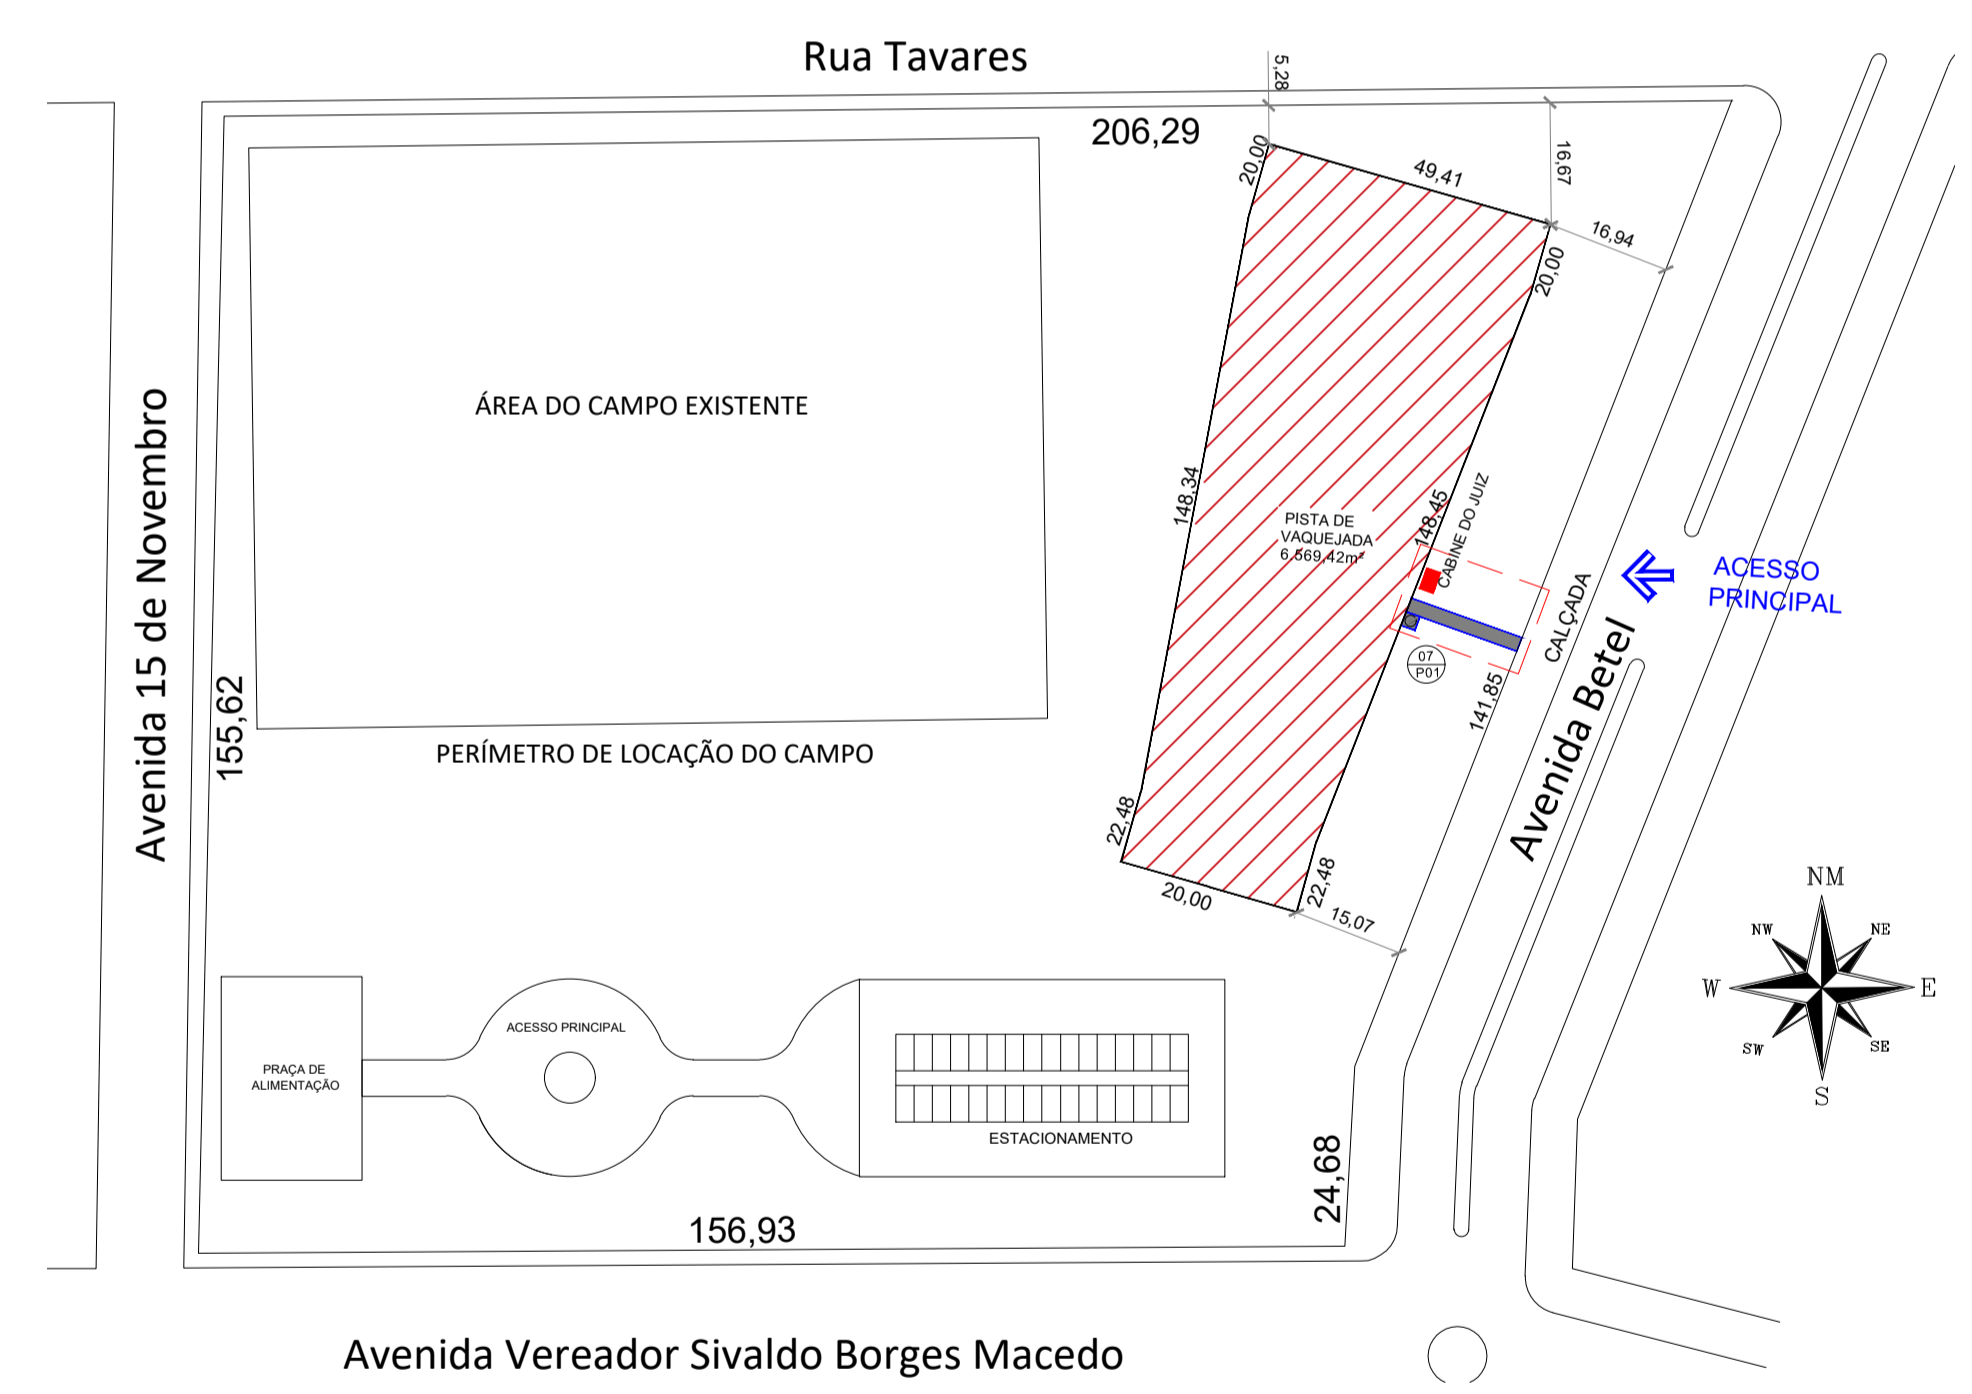 Rua Tavares
5,28
206,29
20,00
49,41
16,67
16,94
20,00
ÁREA DO CAMPO EXISTENTE
Avenida 15 de Novembro
148,34
148,45
CABINE DO JUIZ
PISTA DE
VAQUEJADA
6.569,42m²
CALÇADA
ACESSO
PRINCIPAL
Avenida Betel
07
P01
141,85
155,62
PERÍMETRO DE LOCAÇÃO DO CAMPO
22,48
20,00
22,48
15,07
NM
NW
NE
W
E
SW
SE
S
ACESSO PRINCIPAL
PRAÇA DE
ALIMENTAÇÃO
ESTACIONAMENTO
24,68
156,93
Avenida Vereador Sivaldo Borges Macedo